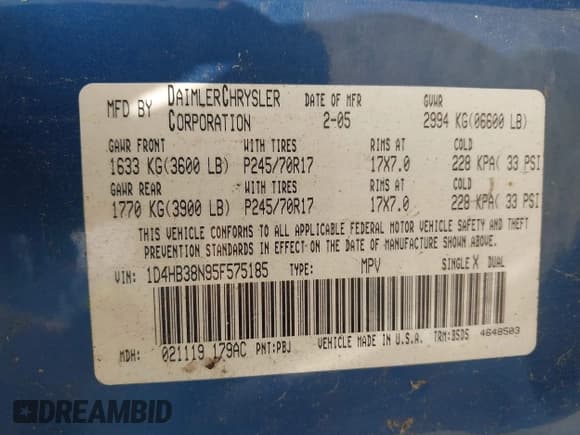 MFD BY DAIMLERCHRYSLER CORPORATION DATE OF MFR 2-05 GVWR 2994 KG(06600 LB)
GAWR FRONT WITH TIRES RIMS AT COLD
1633 KG(3600 LB) P245/70R17 17X7.0 228 KPA( 33 PSI
GAWR REAR WITH TIRES RIMS AT COLD
1770 KG(3900 LB) P245/70R17 17X7.0 228 KPA( 33 PSI
THIS VEHICLE CONFORMS TO ALL APPLICABLE FEDERAL MOTOR VEHICLE SAFETY AND THEFT
PREVENTION STANDARDS IN EFFECT ON THE DATE OF MANUFACTURE SHOWN ABOVE.
VIN: 1D4HB38N95F575185 TYPE: MPV SINGLE X DUAL
MDH: 021119 179AC PNT:PBJ VEHICLE MADE IN U.S.A. TRM:BSD5 4648503
DREAMBID